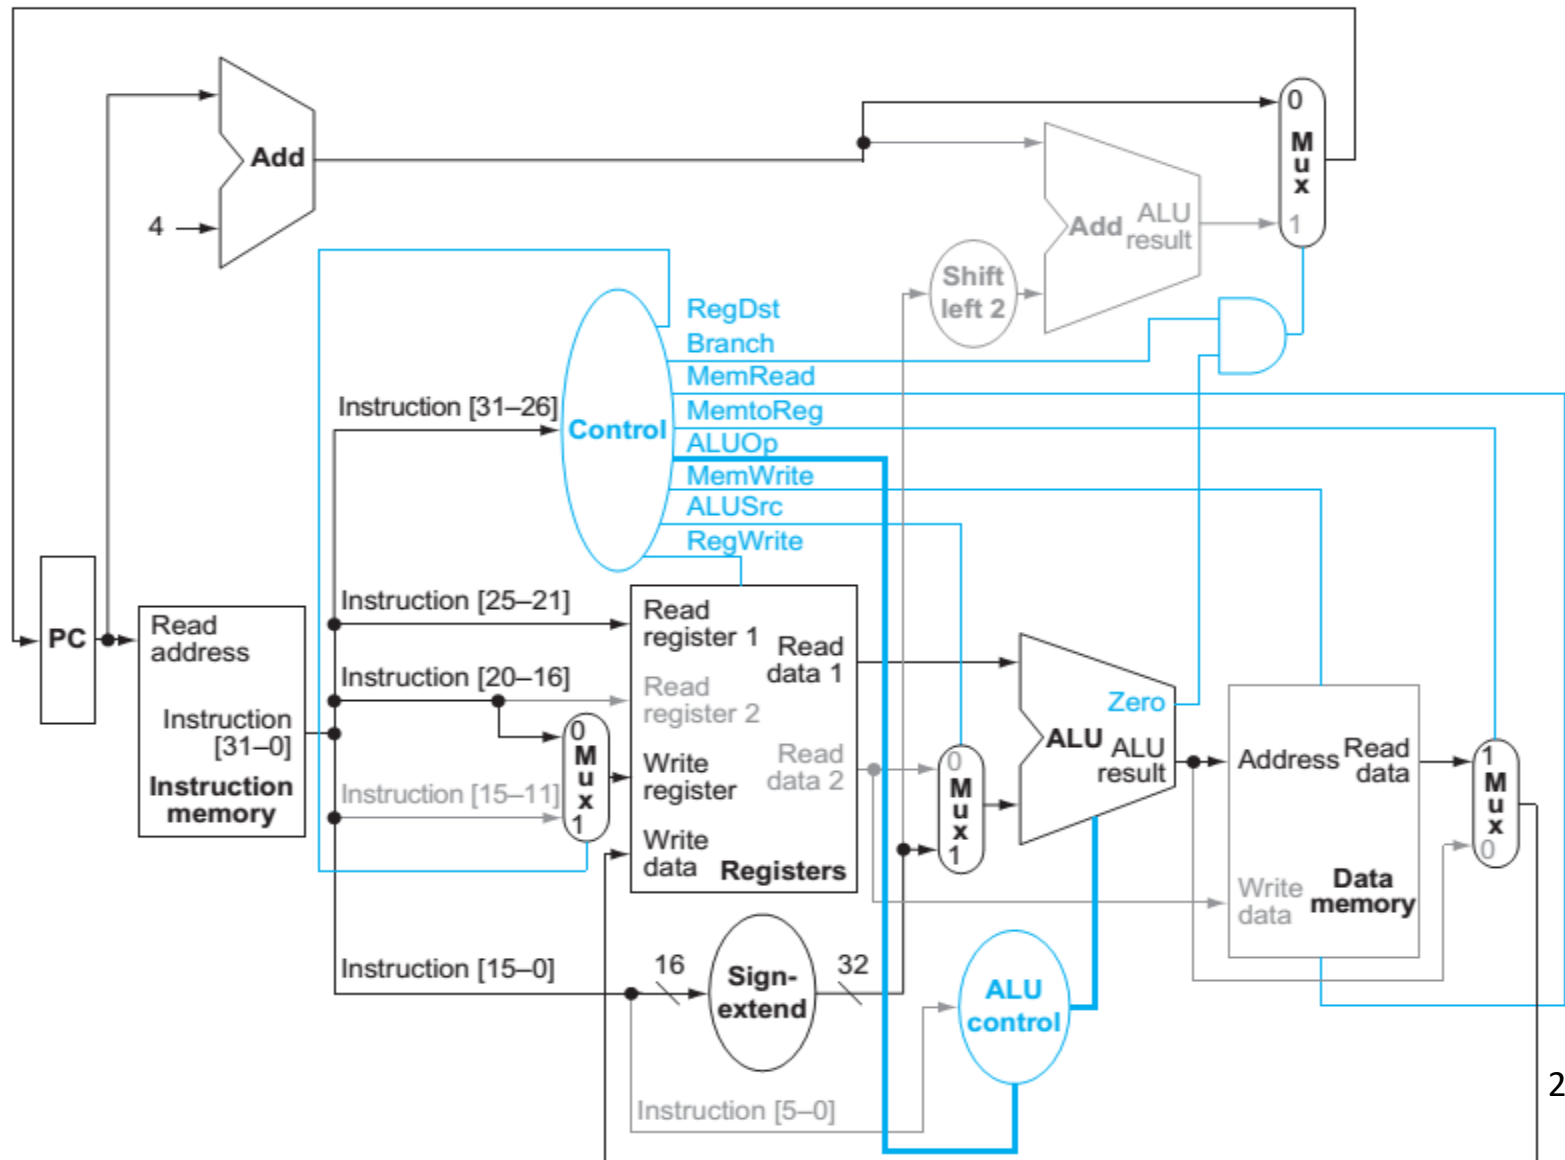 0
M
u
x
1
Add
4
Add
ALU
result
Shift
left 2
RegDst
Branch
MemRead
MemtoReg
ALUOp
MemWrite
ALUSrc
RegWrite
Instruction [31–26]
Control
Instruction [25–21]
Instruction [20–16]
Instruction [15–11]
PC
Read
address
Instruction
[31–0]
Instruction
memory
0
M
u
x
1
Read
register 1
Read
register 2
Write
register
Write
data
Read
data 1
Read
data 2
Registers
0
M
u
x
1
Zero
ALU
ALU
result
Address
Read
data
Write
data
Data
memory
1
M
u
x
0
Instruction [15–0]
16
Sign-
extend
32
ALU
control
Instruction [5–0]
2